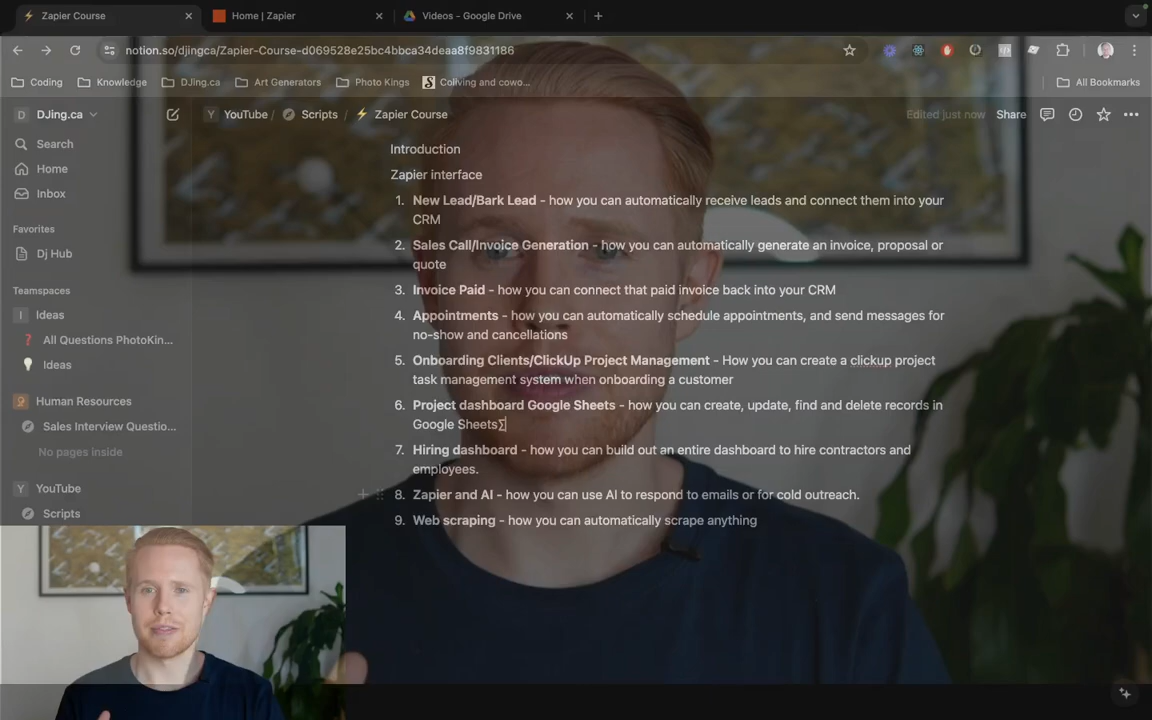 Zapier Course
Home | Zapier
Videos - Google Drive
notion.so/djingca/Zapier-Course-d069528e25bc4bbca34deaa8f9831186
Coding
Knowledge
DJing.ca
Art Generators
Photo Kings
Coliving and cowo...
All Bookmarks
D DJing.ca
Y YouTube / Scripts / Zapier Course
Edited just now Share
Search
Home
Inbox
Favorites
Dj Hub
Teamspaces
I Ideas
All Questions PhotoKin...
Ideas
Human Resources
Sales Interview Questio...
No pages inside
Y YouTube
Scripts
Introduction
Zapier interface
1. New Lead/Bark Lead - how you can automatically receive leads and connect them into your
CRM
2. Sales Call/Invoice Generation - how you can automatically generate an invoice, proposal or
quote
3. Invoice Paid - how you can connect that paid invoice back into your CRM
4. Appointments - how you can automatically schedule appointments, and send messages for
no-show and cancellations
5. Onboarding Clients/ClickUp Project Management - How you can create a clickup project
task management system when onboarding a customer
6. Project dashboard Google Sheets - how you can create, update, find and delete records in
Google Sheets
7. Hiring dashboard - how you can build out an entire dashboard to hire contractors and
employees.
8. Zapier and AI - how you can use AI to respond to emails or for cold outreach.
9. Web scraping - how you can automatically scrape anything